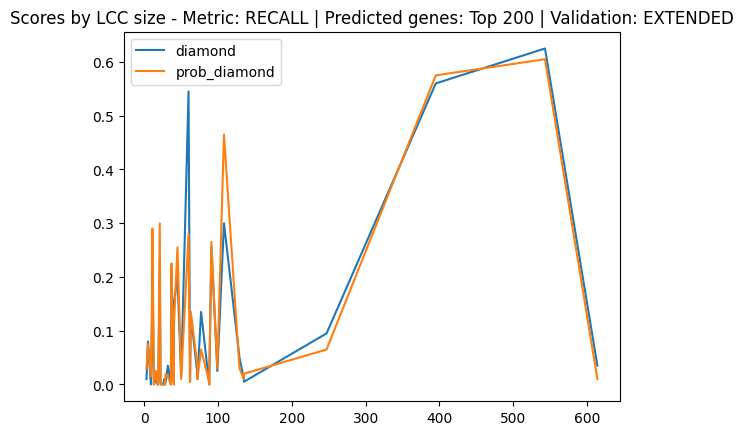 Scores by LCC size - Metric: RECALL | Predicted genes: Top 200 | Validation: EXTENDED
diamond
prob_diamond
0.6
0.5
0.4
0.3
0.2
0.1
0.0
0 100 200 300 400 500 600